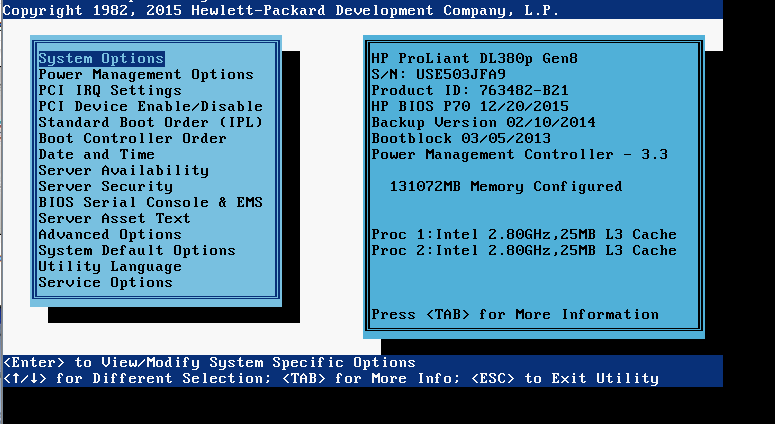 Copyright 1982, 2015 Hewlett-Packard Development Company, L.P.
System Options
Power Management Options
PCI IRQ Settings
PCI Device Enable/Disable
Standard Boot Order (IPL)
Boot Controller Order
Date and Time
Server Availability
Server Security
BIOS Serial Console & EMS
Server Asset Text
Advanced Options
System Default Options
Utility Language
Service Options
HP ProLiant DL380p Gen8
S/N: USE503JFA9
Product ID: 763482-B21
HP BIOS P70 12/20/2015
Backup Version 02/10/2014
Bootblock 03/05/2013
Power Management Controller - 3.3
131072MB Memory Configured
Proc 1:Intel 2.80GHz,25MB L3 Cache
Proc 2:Intel 2.80GHz,25MB L3 Cache
Press <TAB> for More Information
<Enter> to View/Modify System Specific Options
<↑/↓> for Different Selection; <TAB> for More Info; <ESC> to Exit Utility